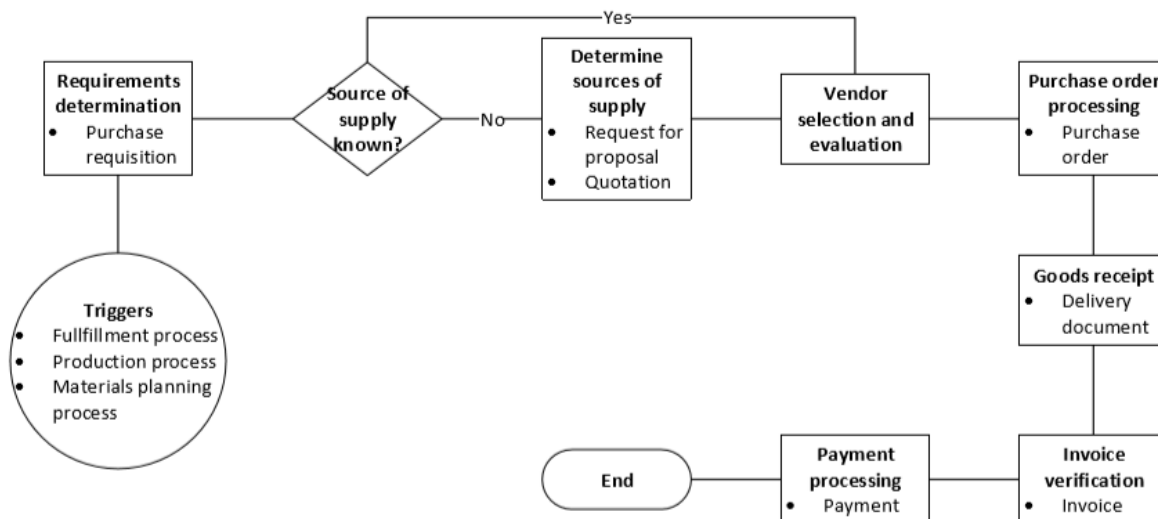 Yes
Requirements
determination
• Purchase
requisition
Source of
supply
known?
No
Determine
sources of
supply
• Request for
proposal
• Quotation
Vendor
selection and
evaluation
Purchase order
processing
• Purchase
order
Triggers
• Fullfillment process
• Production process
• Materials planning
process
Goods receipt
• Delivery
document
End
Payment
processing
• Payment
Invoice
verification
• Invoice